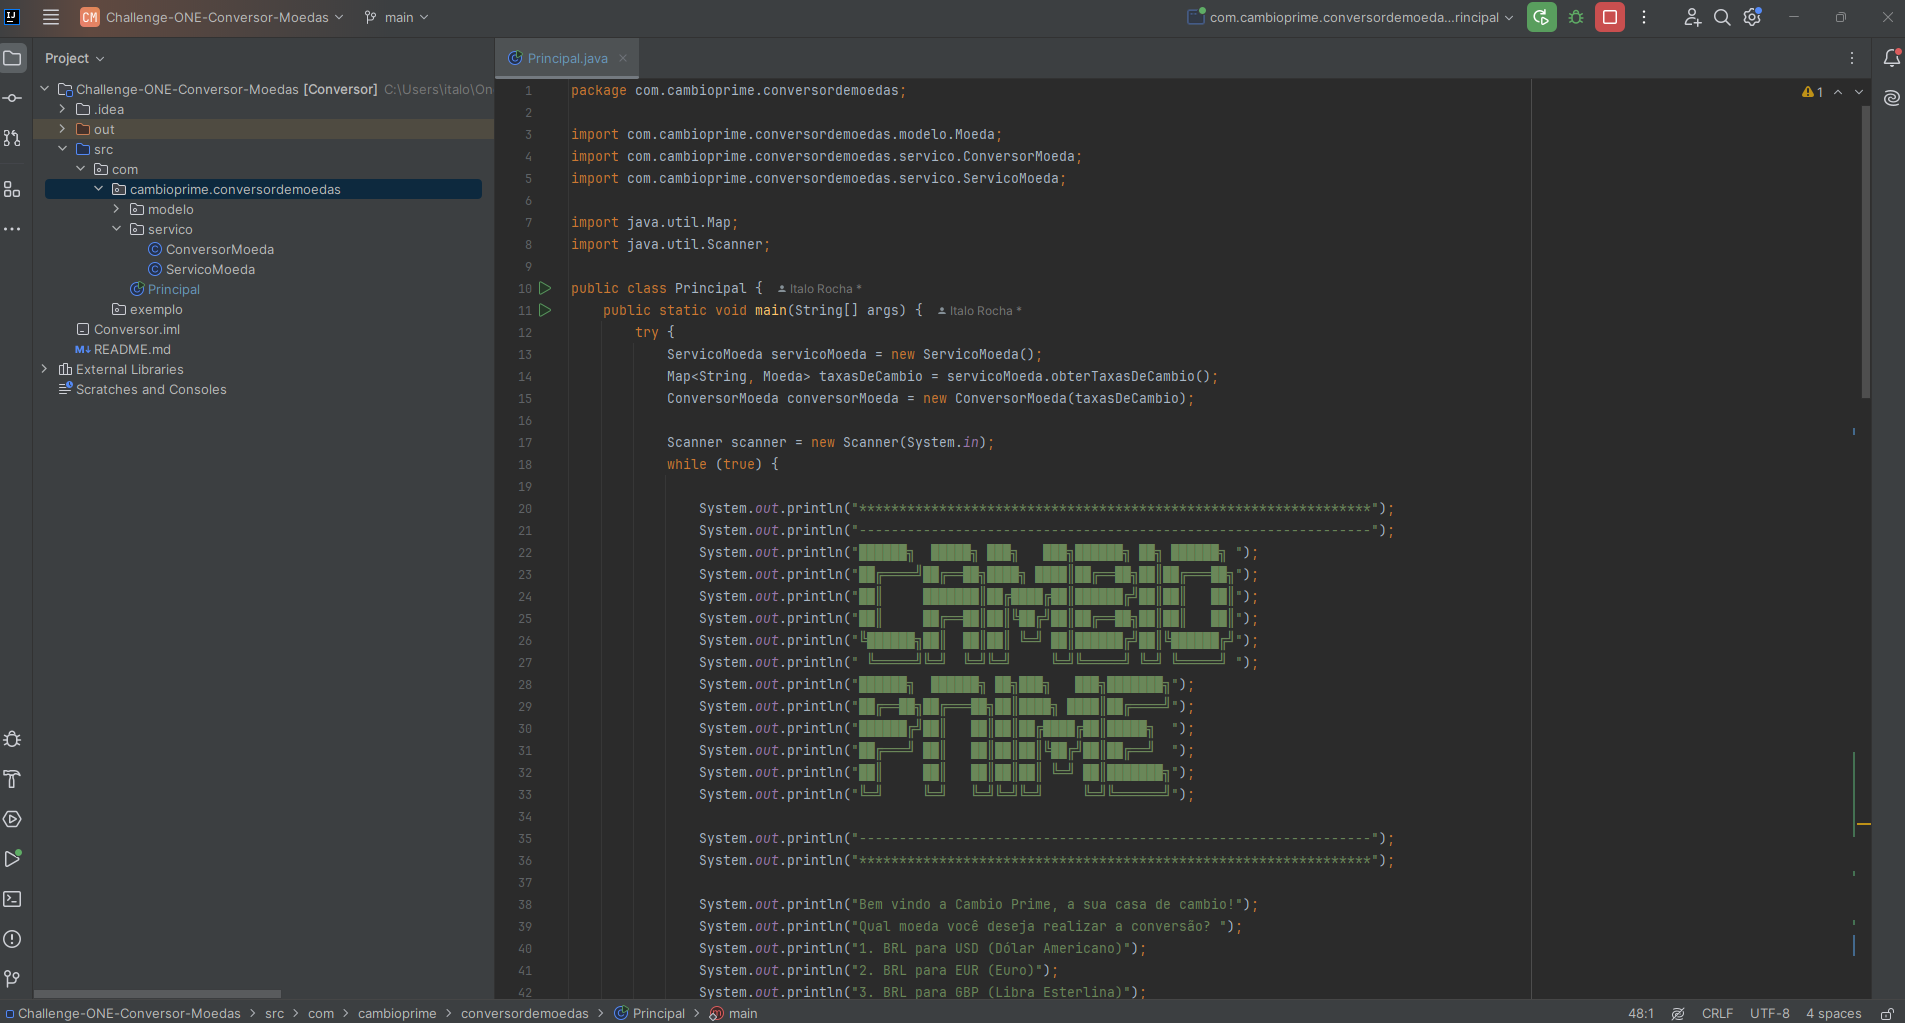 CM Challenge-ONE-Conversor-Moedas main com.cambioprime.conversordemoeda...rincipal
Project
Challenge-ONE-Conversor-Moedas [Conversor] C:\Users\italo\On
.idea
out
src
com
cambioprime.conversordemoedas
modelo
servico
ConversorMoeda
ServicoMoeda
Principal
exemplo
Conversor.iml
M↓ README.md
External Libraries
Scratches and Consoles
Principal.java
1
1 package com.cambioprime.conversordemoedas;
2
3 import com.cambioprime.conversordemoedas.modelo.Moeda;
4 import com.cambioprime.conversordemoedas.servico.ConversorMoeda;
5 import com.cambioprime.conversordemoedas.servico.ServicoMoeda;
6
7 import java.util.Map;
8 import java.util.Scanner;
9
10 public class Principal { Italo Rocha *
11 public static void main(String[] args) { Italo Rocha *
12 try {
13 ServicoMoeda servicoMoeda = new ServicoMoeda();
14 Map<String, Moeda> taxasDeCambio = servicoMoeda.obterTaxasDeCambio();
15 ConversorMoeda conversorMoeda = new ConversorMoeda(taxasDeCambio);
16
17 Scanner scanner = new Scanner(System.in);
18 while (true) {
19
20 System.out.println("****************************************************************");
21 System.out.println("----------------------------------------------------------------");
22 System.out.println("██████╗  █████╗ ███╗   ███╗██████╗ ██╗ ██████╗ ");
23 System.out.println("██╔════╝██╔══██╗████╗ ████║██╔══██╗██║██╔═══██╗");
24 System.out.println("██║     ███████║██╔████╔██║██████╔╝██║██║   ██║");
25 System.out.println("██║     ██╔══██║██║╚██╔╝██║██╔══██╗██║██║   ██║");
26 System.out.println("╚██████╗██║  ██║██║ ╚═╝ ██║██████╔╝██║╚██████╔╝");
27 System.out.println(" ╚═════╝╚═╝  ╚═╝╚═╝     ╚═╝╚═════╝ ╚═╝ ╚═════╝ ");
28 System.out.println("██████╗  ██████╗ ██╗███╗   ███╗███████╗");
29 System.out.println("██╔══██╗██╔═══██╗██║████╗ ████║██╔════╝");
30 System.out.println("██████╔╝██║   ██║██║██╔████╔██║█████╗  ");
31 System.out.println("██╔═══╝ ██║   ██║██║██║╚██╔╝██║██╔══╝  ");
32 System.out.println("██║     ██║   ██║██║██║ ╚═╝ ██║███████╗");
33 System.out.println("╚═╝     ╚═╝   ╚═╝╚═╝╚═╝     ╚═╝╚══════╝");
34
35 System.out.println("----------------------------------------------------------------");
36 System.out.println("****************************************************************");
37
38 System.out.println("Bem vindo a Cambio Prime, a sua casa de cambio!");
39 System.out.println("Qual moeda você deseja realizar a conversão? ");
40 System.out.println("1. BRL para USD (Dólar Americano)");
41 System.out.println("2. BRL para EUR (Euro)");
42 System.out.println("3. BRL para GBP (Libra Esterlina)");
Challenge-ONE-Conversor-Moedas > src > com > cambioprime > conversordemoedas > Principal > main 48:1 CRLF UTF-8 4 spaces